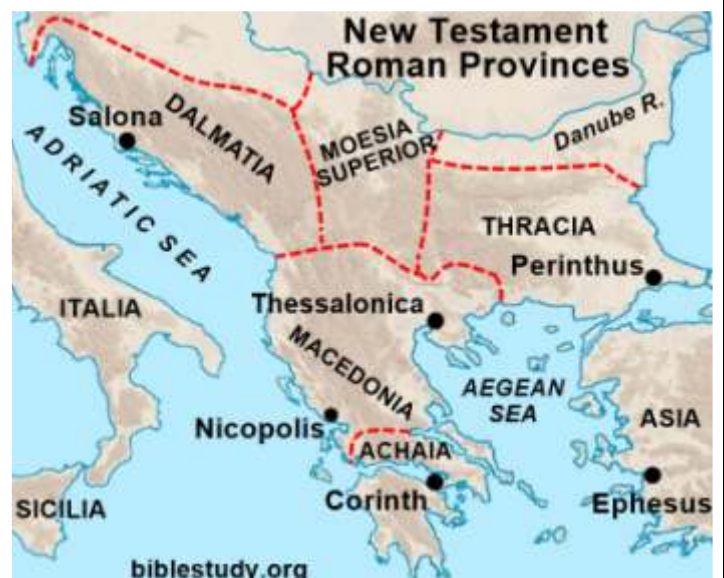 New Testament
Roman Provinces
Salona
DALMATIA
MOESIA
SUPERIOR
Danube R.
ADRIATIC SEA
THRACIA
Perinthus
ITALIA
Thessalonica
MACEDONIA
AEGEAN
SEA
ASIA
Nicopolis
ACHAIA
Corinth
Ephesus
SICILIA
biblestudy.org